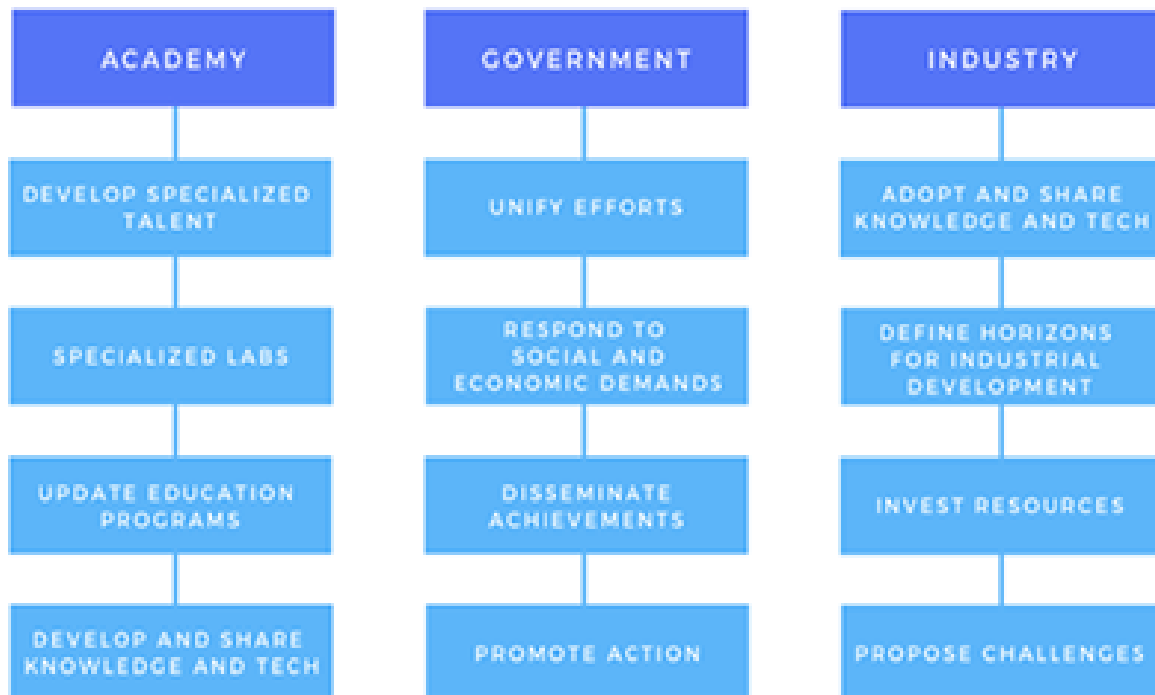 ACADEMY
DEVELOP SPECIALIZED
TALENT
SPECIALIZED LABS
UPDATE EDUCATION
PROGRAMS
DEVELOP AND SHARE
KNOWLEDGE AND TECH
GOVERNMENT
UNIFY EFFORTS
RESPOND TO
SOCIAL AND
ECONOMIC DEMANDS
DISSEMINATE
ACHIEVEMENTS
PROMOTE ACTION
INDUSTRY
ADOPT AND SHARE
KNOWLEDGE AND TECH
DEFINE HORIZONS
FOR INDUSTRIAL
DEVELOPMENT
INVEST RESOURCES
PROPOSE CHALLENGES